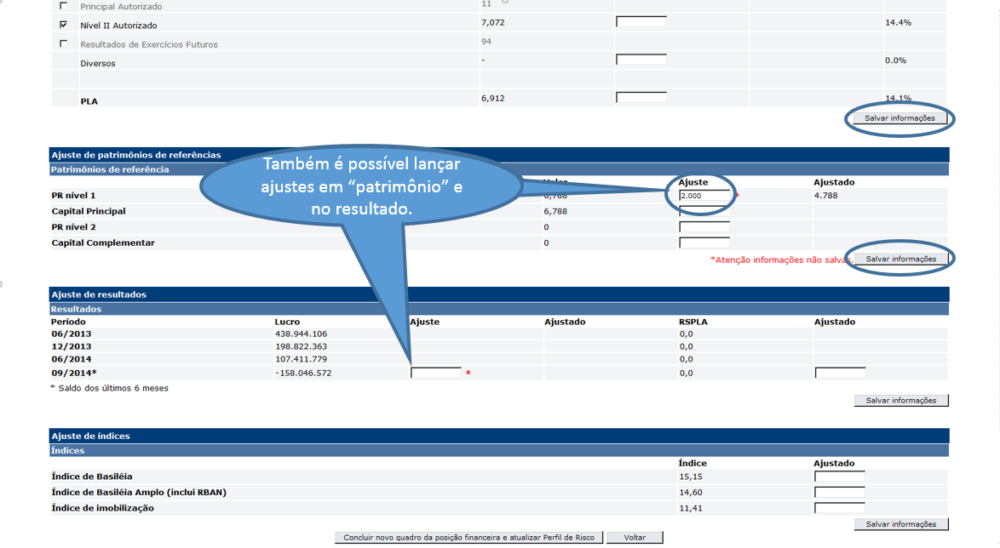 Principal Autorizado 11
Nível II Autorizado 7,072 14.4%
Resultados de Exercícios Futuros 94
Diversos - 0.0%
PLA 6,912 14.1%
Salvar informações
Ajuste de patrimônios de referências
Patrimônios de referência
Também é possível lançar
ajustes em “patrimônio” e
no resultado.
Ajuste Ajustado
PR nível 1 6,788 2.000 * 4.788
Capital Principal 6,788
PR nível 2 0
Capital Complementar 0
*Atenção informações não salvas. Salvar informações
Ajuste de resultados
Resultados
Período Lucro Ajuste Ajustado RSPLA Ajustado
06/2013 438.944.106 0,0
12/2013 198.822.363 0,0
06/2014 107.411.779 0,0
09/2014* -158.046.572 * 0,0
* Saldo dos últimos 6 meses
Salvar informações
Ajuste de índices
Índices
Índice Ajustado
Índice de Basiléia 15,15
Índice de Basiléia Amplo (inclui RBAN) 14,60
Índice de imobilização 11,41
Salvar informações
Concluir novo quadro da posição financeira e atualizar Perfil de Risco Voltar